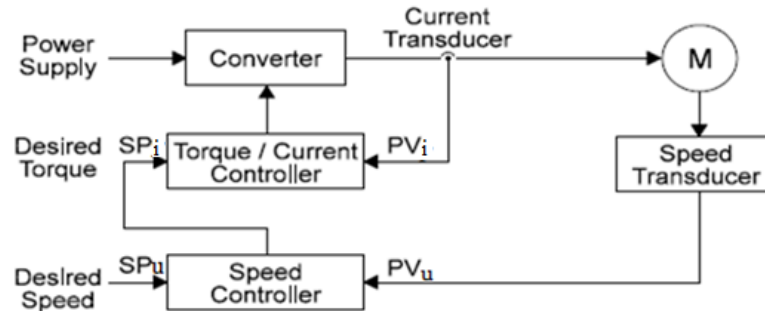 Current
Transducer
Power
Supply
Converter
M
Desired
Torque
SPi
Torque / Current
Controller
PVi
Speed
Transducer
Desired
Speed
SPu
Speed
Controller
PVu